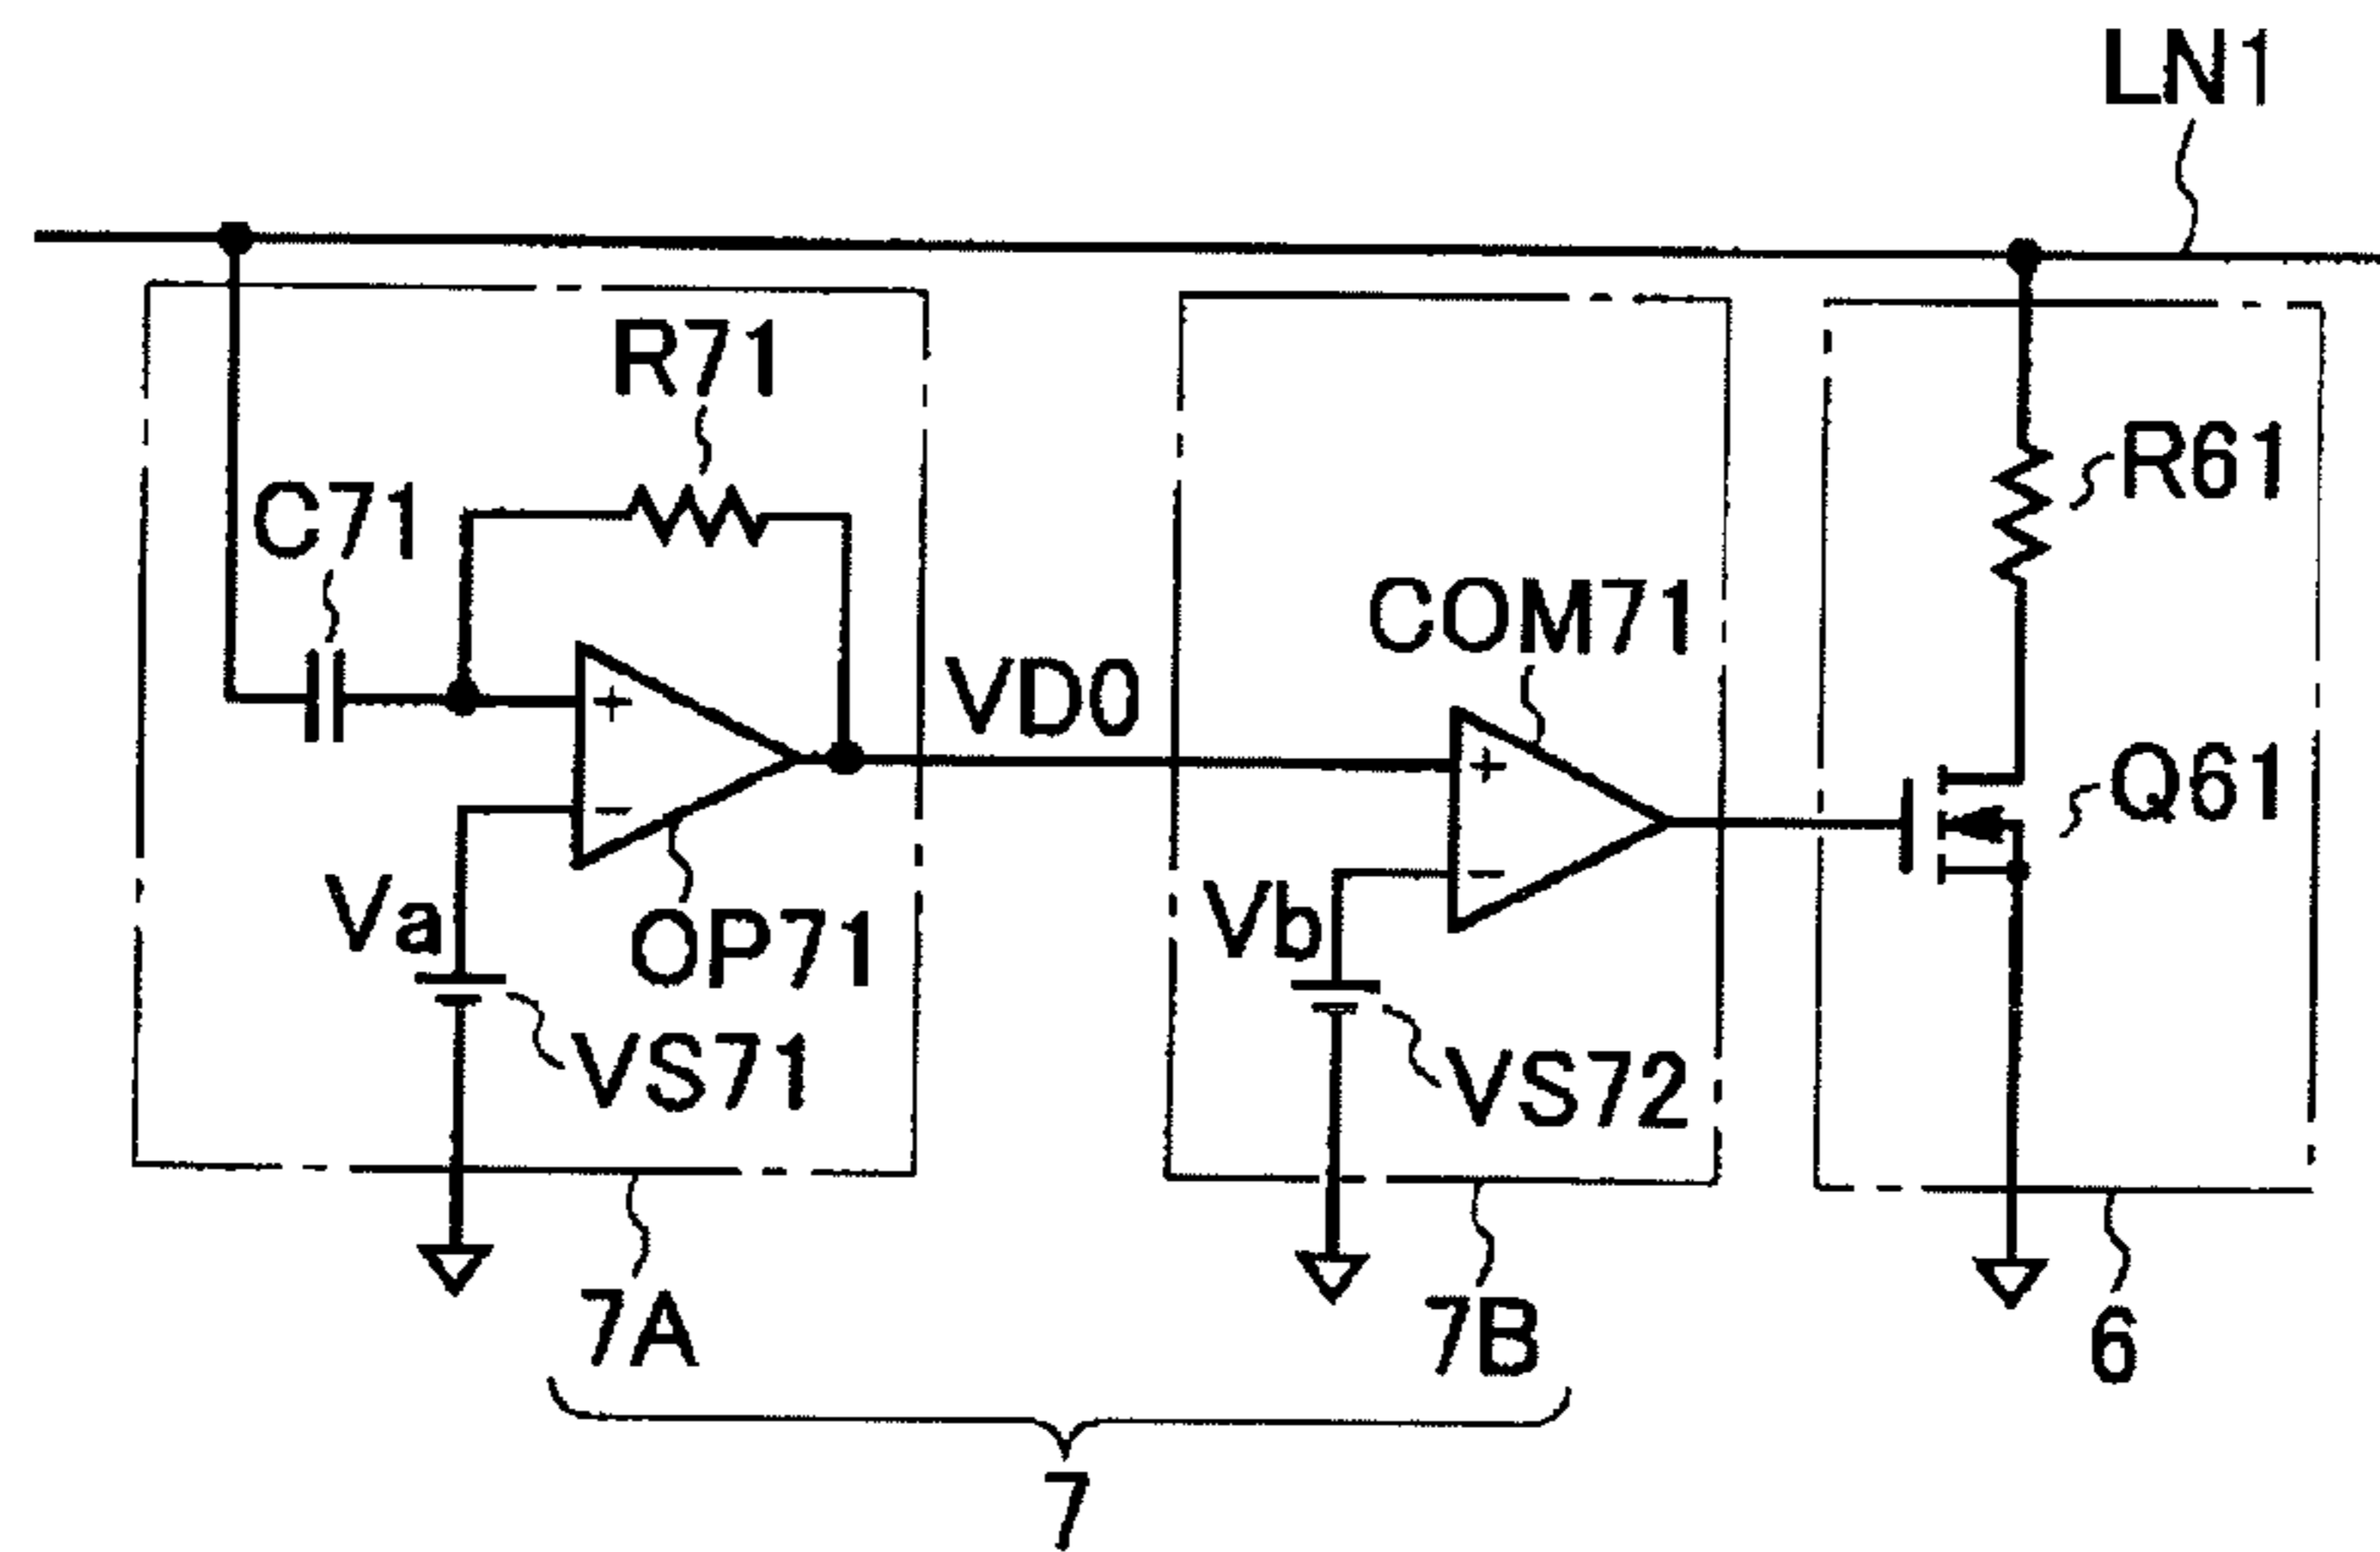 LN1
R71
R61
C71
COM71
+
VD0
+
Q61
−
Va
OP71
Vb
−
VS71
VS72
7A
7B
6
7